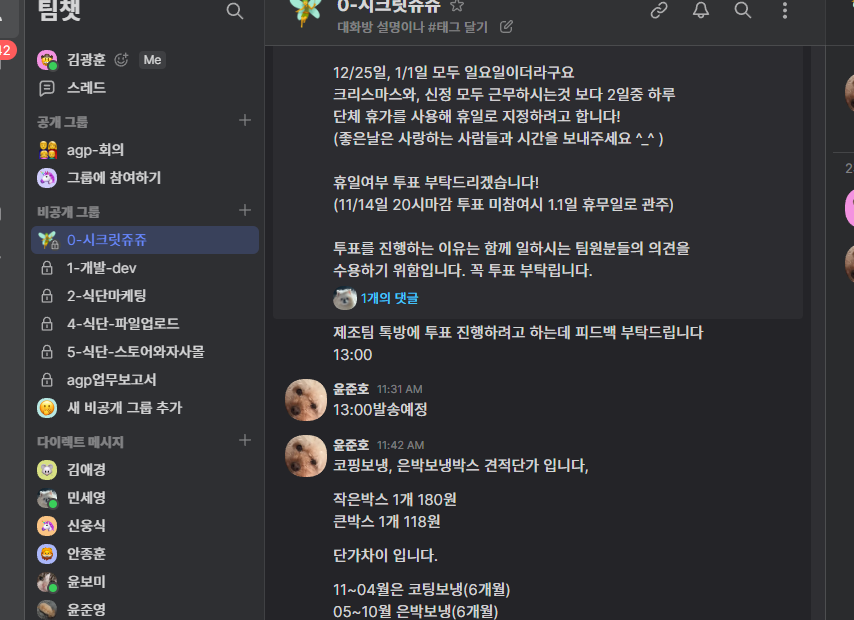 팀챗
42
김광훈 Me
스레드
공개 그룹
agp-회의
그룹에 참여하기
비공개 그룹
0-시크릿쥬쥬
1-개발-dev
2-식단마케팅
4-식단-파일업로드
5-식단-스토어와자사몰
agp업무보고서
새 비공개 그룹 추가
다이렉트 메시지
김애경
민세영
신웅식
안종훈
윤보미
윤준영
0-시크릿쥬쥬
대화방 설명이나 #태그 달기
12/25일, 1/1일 모두 일요일이더라구요
크리스마스와, 신정 모두 근무하시는것 보다 2일중 하루
단체 휴가를 사용해 휴일로 지정하려고 합니다!
(좋은날은 사랑하는 사람들과 시간을 보내주세요 ^_^ )
휴일여부 투표 부탁드리겠습니다!
(11/14일 20시마감 투표 미참여시 1.1일 휴무일로 관주)
투표를 진행하는 이유는 함께 일하시는 팀원분들의 의견을
수용하기 위함입니다. 꼭 투표 부탁립니다.
1개의 댓글
제조팀 톡방에 투표 진행하려고 하는데 피드백 부탁드립니다
13:00
윤준호 11:31 AM
13:00발송예정
윤준호 11:42 AM
코핑보냉, 은박보냉박스 견적단가 입니다,
작은박스 1개 180원
큰박스 1개 118원
단가차이 입니다.
11~04월은 코팅보냉(6개월)
05~10월 은박보냉(6개월)
2